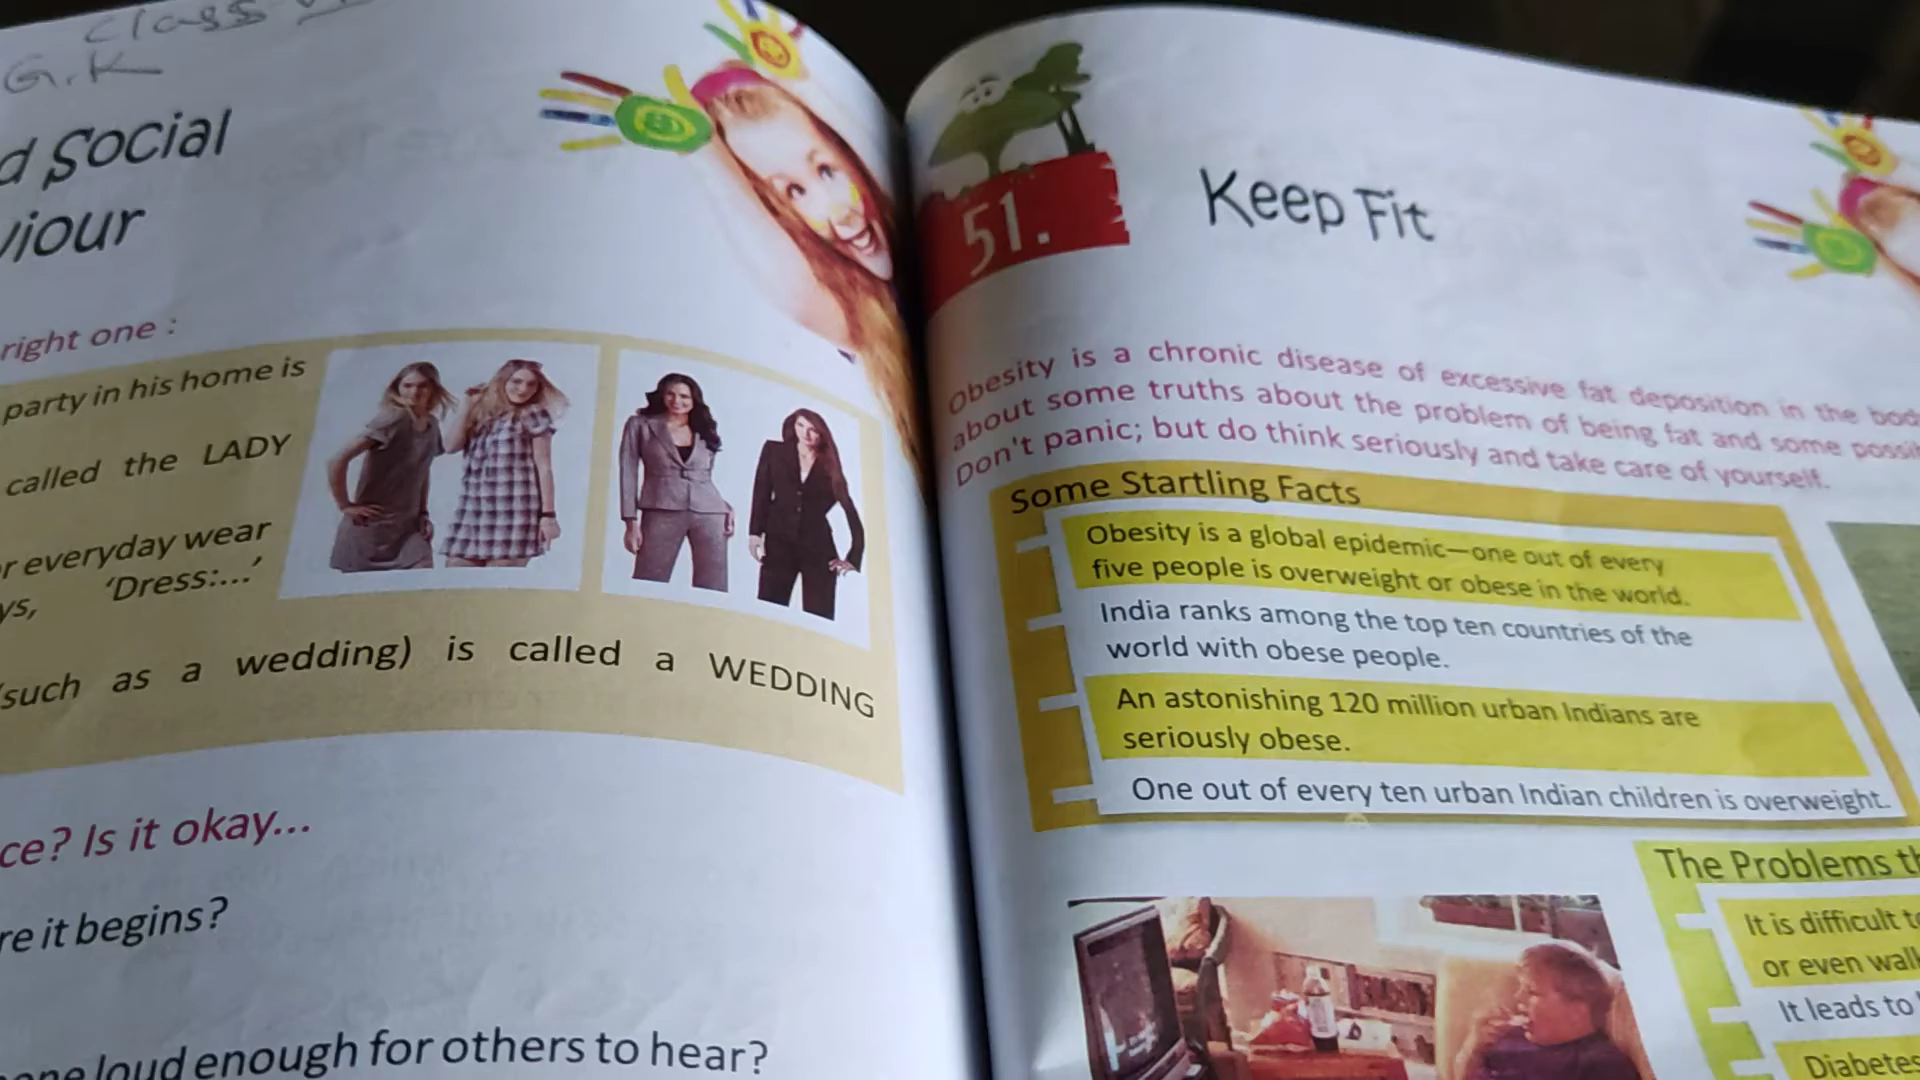 Class
G.K
d Social
viour
right one :
party in his home is
called the LADY
r everyday wear
ys, 'Dress:...'
(such as a wedding) is called a WEDDING
ce? Is it okay...
re it begins?
one loud enough for others to hear?
51.
Keep Fit
Obesity is a chronic disease of excessive fat deposition in the bod
about some truths about the problem of being fat and some possi
Don't panic; but do think seriously and take care of yourself.
Some Startling Facts
Obesity is a global epidemic—one out of every
five people is overweight or obese in the world.
India ranks among the top ten countries of the
world with obese people.
An astonishing 120 million urban Indians are
seriously obese.
One out of every ten urban Indian children is overweight.
The Problems th
It is difficult to
or even walk
It leads to
Diabetes